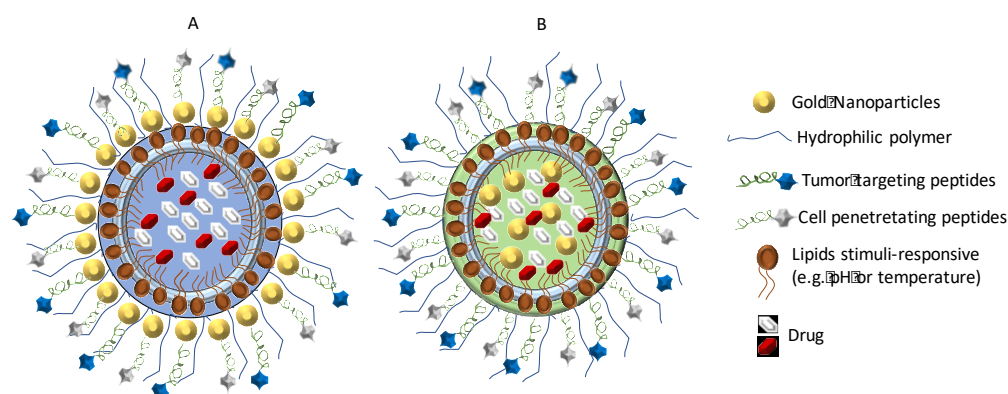 A
B
Gold⍰Nanoparticles
Hydrophilic polymer
Tumor⍰targeting peptides
Cell penetretating peptides
Lipids stimuli-responsive
(e.g.⍰pH⍰or temperature)
Drug